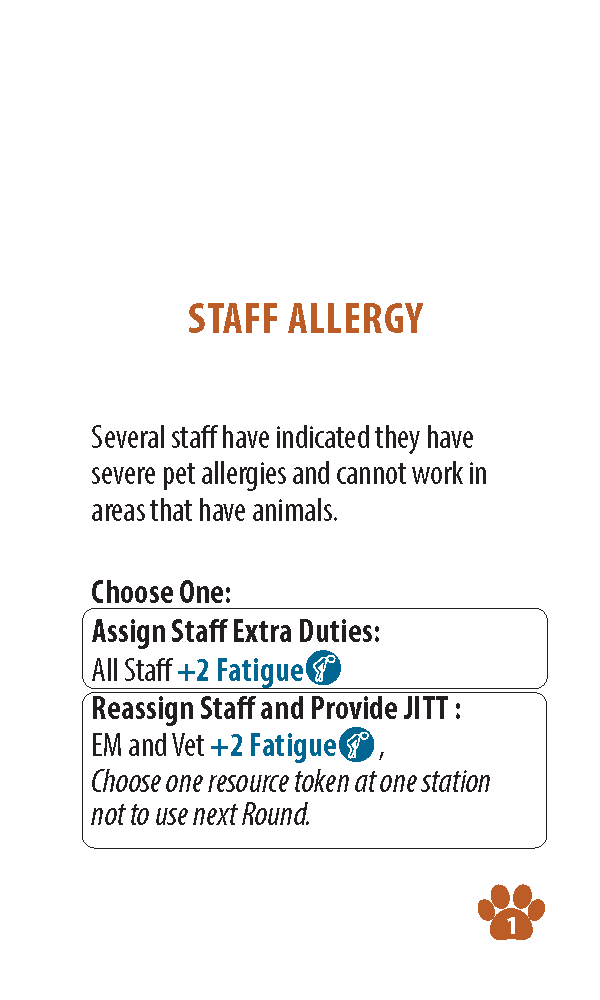 STAFF ALLERGY
Several staff have indicated they have
severe pet allergies and cannot work in
areas that have animals.
Choose One:
Assign Staff Extra Duties:
All Staff +2 Fatigue
Reassign Staff and Provide JITT :
EM and Vet +2 Fatigue ,
Choose one resource token at one station
not to use next Round.
1